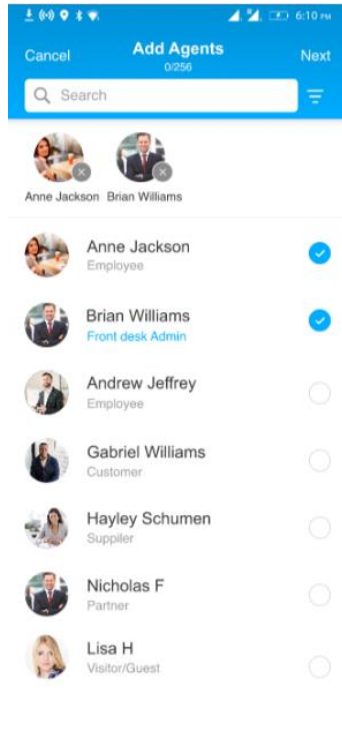 6:10 PM
Cancel Add Agents Next
0/256
Search
Anne Jackson Brian Williams
Anne Jackson
Employee
Brian Williams
Front desk Admin
Andrew Jeffrey
Employee
Gabriel Williams
Customer
Hayley Schumen
Suppiler
Nicholas F
Partner
Lisa H
Visitor/Guest